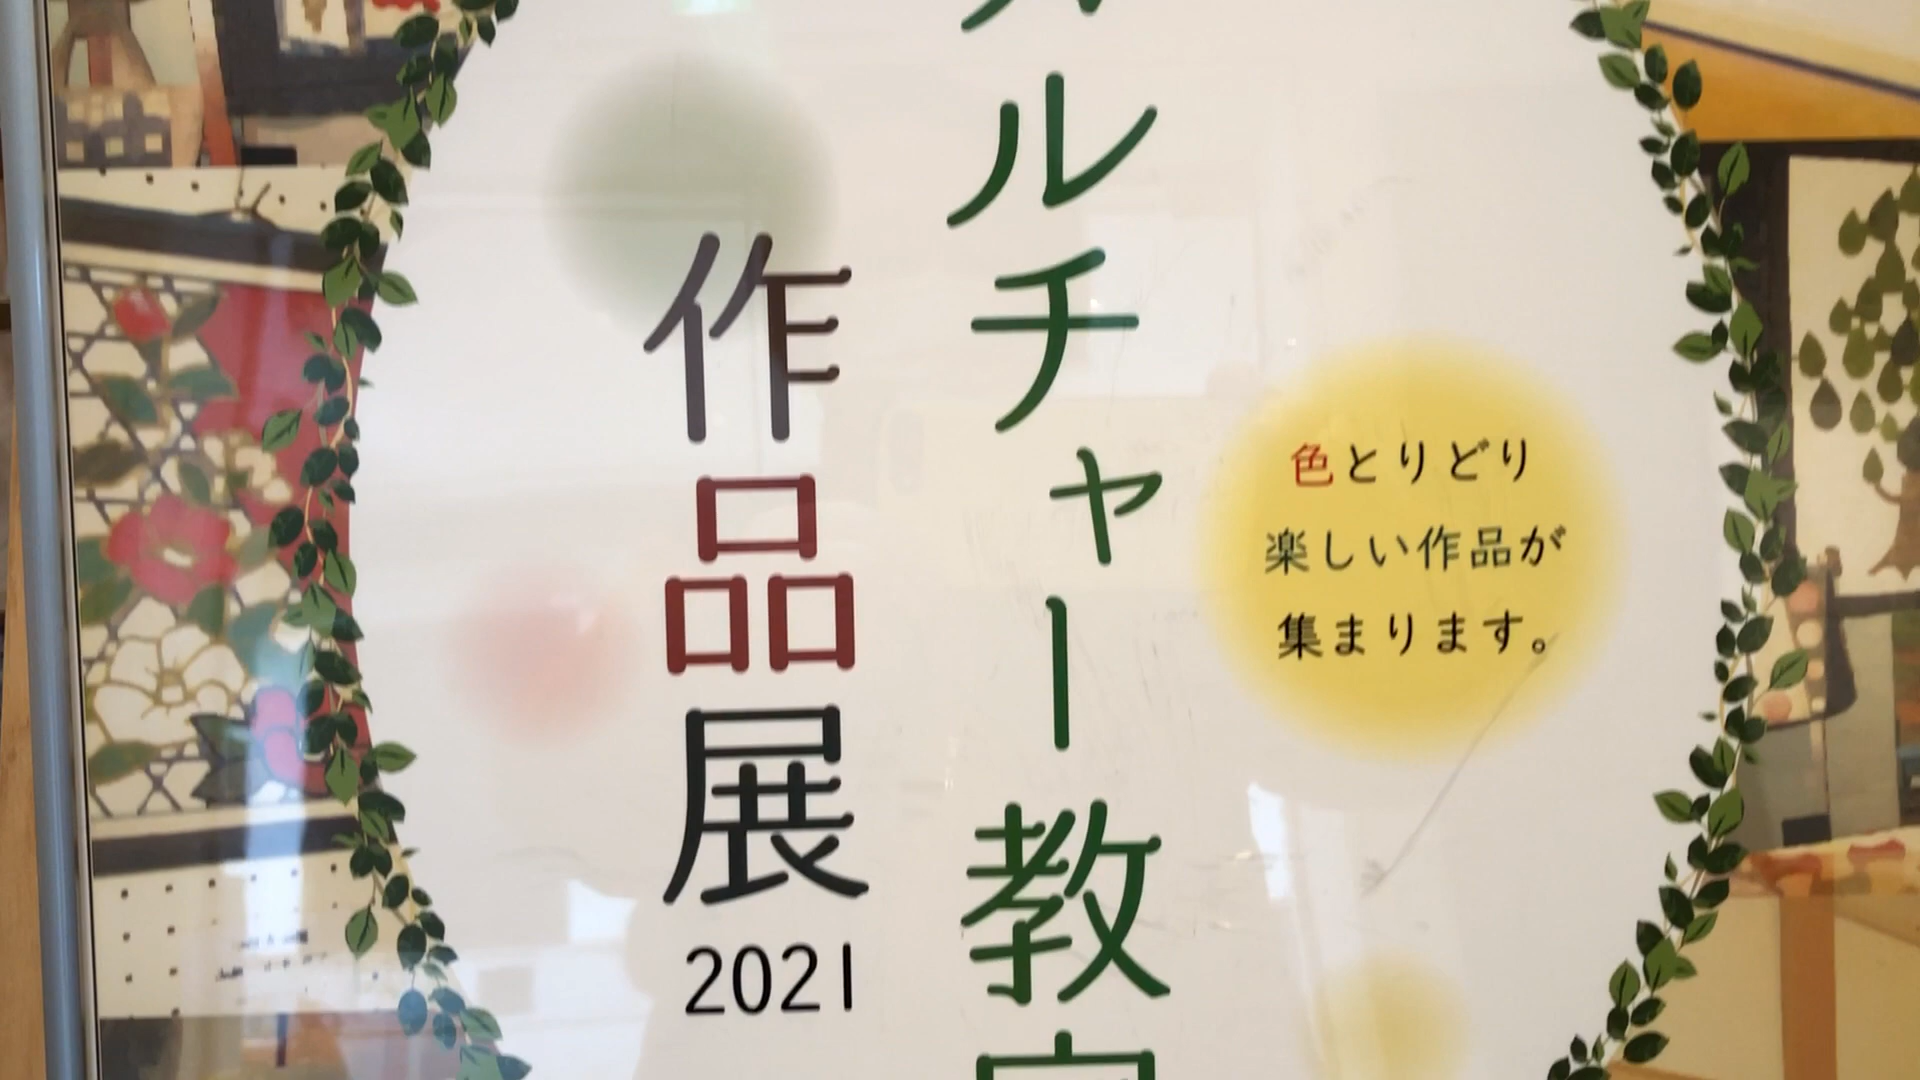 ルチャー教
作品展
2021
色とりどり
楽しい作品が
集まります。